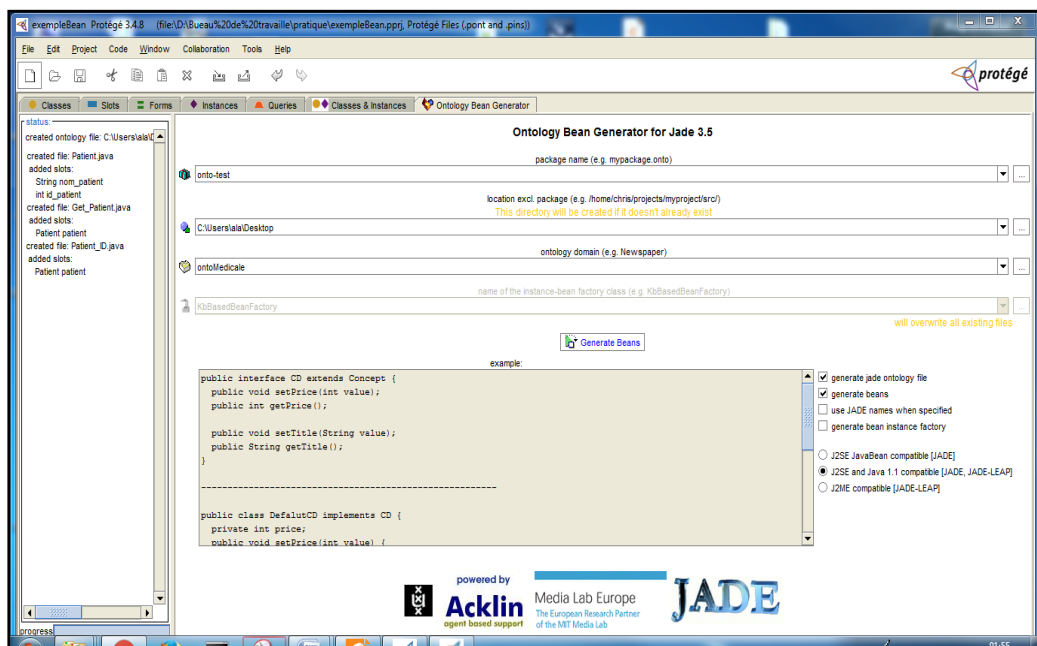 exempleBean Protégé 3.4.8 (file:\D:\Bueau%20de%20travaille\pratique\exempleBean.pprj, Protégé Files (.pont and .pins))
File Edit Project Code Window Collaboration Tools Help
protégé
Classes Slots Forms Instances Queries Classes & Instances Ontology Bean Generator
status:
created ontology file: C:\Users\ala\D
created file: Patient.java
added slots:
String nom_patient
int id_patient
created file: Get_Patient.java
added slots:
Patient patient
created file: Patient_ID.java
added slots:
Patient patient
progress
Ontology Bean Generator for Jade 3.5
package name (e.g. mypackage.onto)
onto-test
...
location excl. package (e.g. /home/chris/projects/myproject/src/)
This directory will be created if it doesn't already exist
C:\Users\ala\Desktop
...
ontology domain (e.g. Newspaper)
ontoMedicale
...
name of the instance-bean factory class (e.g. KbBasedBeanFactory)
KbBasedBeanFactory
...
will overwrite all existing files
Generate Beans
example:
public interface CD extends Concept {
public void setPrice(int value);
public int getPrice();
public void setTitle(String value);
public String getTitle();
}
--------------------------------------------------------
public class DefalutCD implements CD {
private int price;
public void setPrice(int value) {
generate jade ontology file
generate beans
use JADE names when specified
generate bean instance factory
J2SE JavaBean compatible [JADE]
J2SE and Java 1.1 compatible [JADE, JADE-LEAP]
J2ME compatible [JADE-LEAP]
powered by
Acklin
agent based support
Media Lab Europe
The European Research Partner
of the MIT Media Lab
JADE
01:55